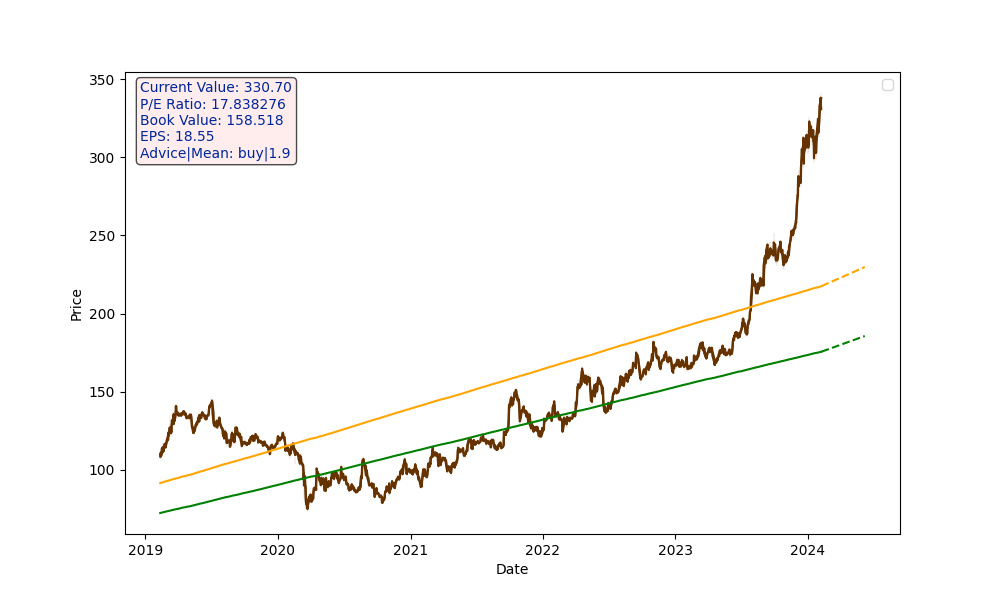 350
300
250
200
150
100
Price
Current Value: 330.70
P/E Ratio: 17.838276
Book Value: 158.518
EPS: 18.55
Advice|Mean: buy|1.9
2019 2020 2021 2022 2023 2024
Date